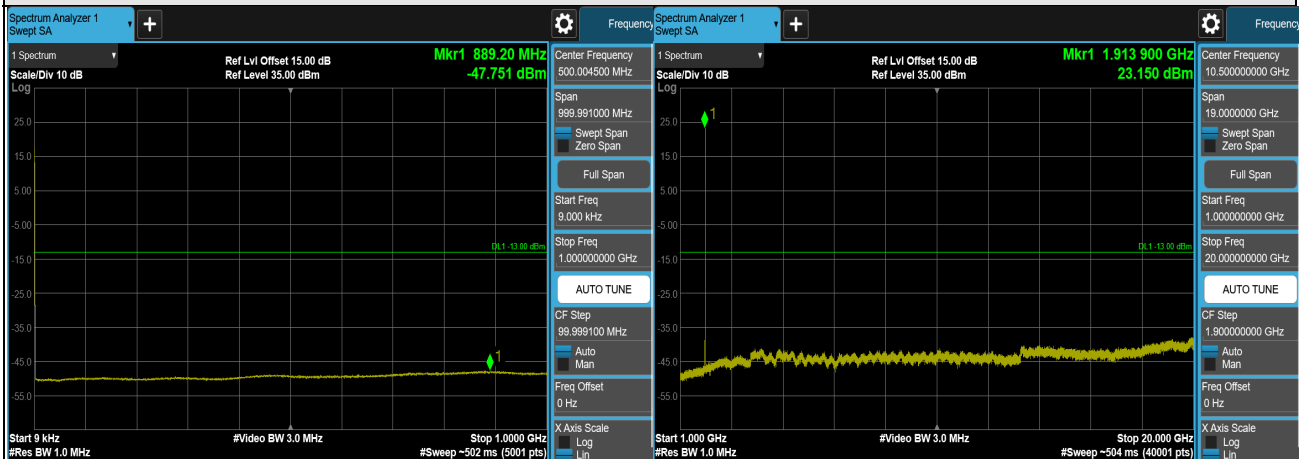 Spectrum Analyzer 1
Swept SA
+
Frequency
1 Spectrum
Scale/Div 10 dB
Log
Ref Lvl Offset 15.00 dB
Ref Level 35.00 dBm
Mkr1 889.20 MHz
-47.751 dBm
25.0
15.0
5.00
-5.00
-15.0
-25.0
-35.0
-45.0
-55.0
DL1 -13.00 dBm
1
Start 9 kHz
#Res BW 1.0 MHz
#Video BW 3.0 MHz
Stop 1.0000 GHz
#Sweep ~502 ms (5001 pts)
Center Frequency
500.004500 MHz
Span
999.991000 MHz
Swept Span
Zero Span
Full Span
Start Freq
9.000 kHz
Stop Freq
1.000000000 GHz
AUTO TUNE
CF Step
99.999100 MHz
Auto
Man
Freq Offset
0 Hz
X Axis Scale
Log
Lin
Spectrum Analyzer 1
Swept SA
+
Frequency
1 Spectrum
Scale/Div 10 dB
Log
Ref Lvl Offset 15.00 dB
Ref Level 35.00 dBm
Mkr1 1.913 900 GHz
23.150 dBm
1
25.0
15.0
5.00
-5.00
-15.0
-25.0
-35.0
-45.0
-55.0
DL1 -13.00 dBm
Start 1.000 GHz
#Res BW 1.0 MHz
#Video BW 3.0 MHz
Stop 20.000 GHz
#Sweep ~504 ms (40001 pts)
Center Frequency
10.500000000 GHz
Span
19.0000000 GHz
Swept Span
Zero Span
Full Span
Start Freq
1.000000000 GHz
Stop Freq
20.000000000 GHz
AUTO TUNE
CF Step
1.900000000 GHz
Auto
Man
Freq Offset
0 Hz
X Axis Scale
Log
Lin